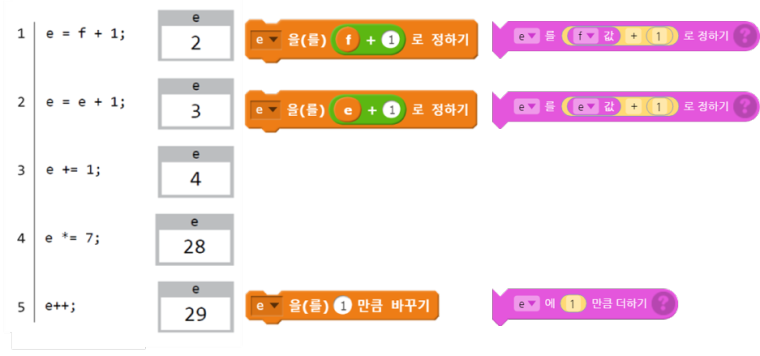 e
1 e = f + 1; 2 e ▼ 을(를) f + 1 로 정하기 e▼ 를 f▼ 값 + 1 로 정하기 ?
e
2 e = e + 1; 3 e ▼ 을(를) e + 1 로 정하기 e▼ 를 e▼ 값 + 1 로 정하기 ?
e
3 e += 1; 4
e
4 e *= 7; 28
e
5 e++; 29 e ▼ 을(를) 1 만큼 바꾸기 e▼ 에 1 만큼 더하기 ?